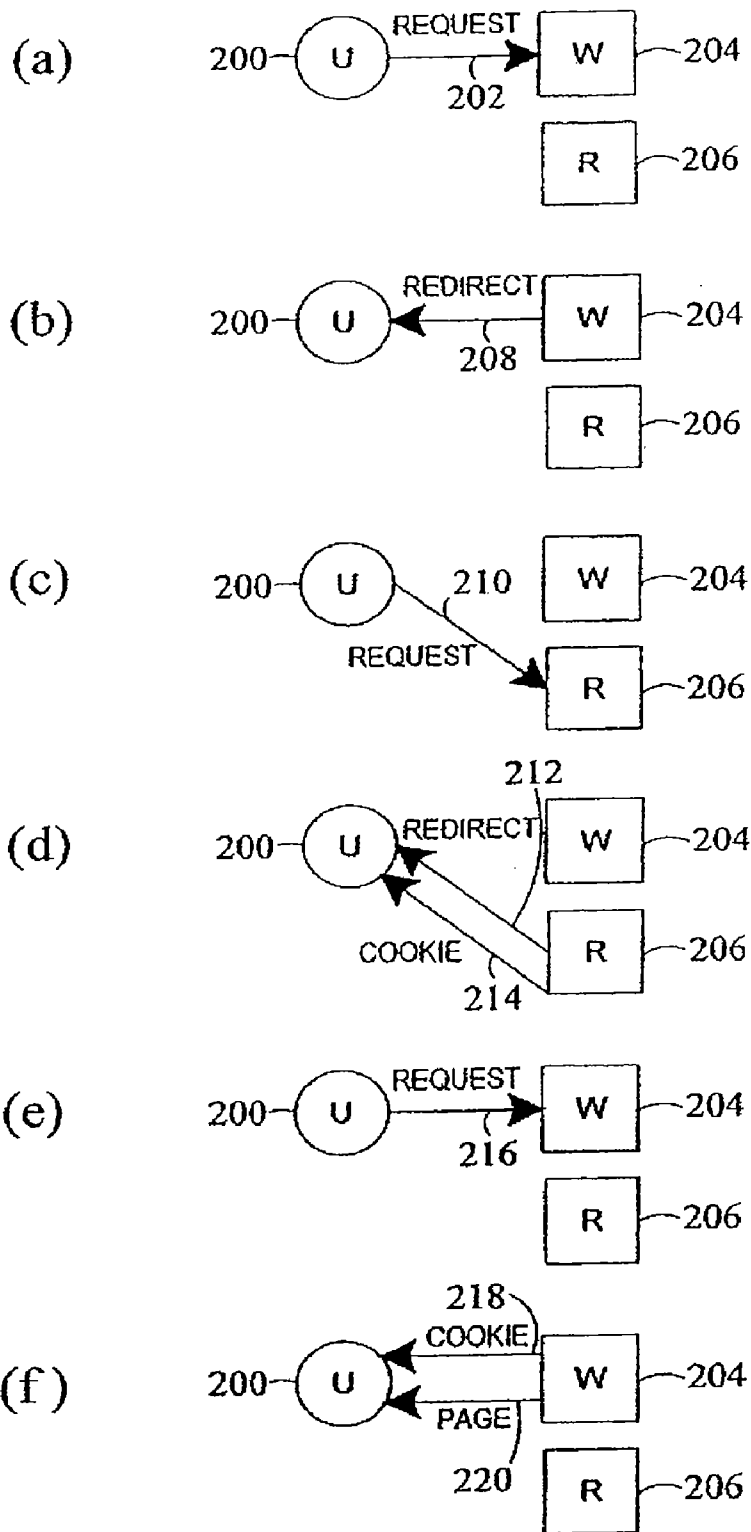 (a) 200 U REQUEST 202 W 204
R 206
(b) 200 U REDIRECT 208 W 204
R 206
(c) 200 U 210 REQUEST W 204
R 206
212
(d) 200 U REDIRECT W 204
COOKIE 214 R 206
(e) 200 U REQUEST 216 W 204
R 206
218
(f) 200 U COOKIE W 204
PAGE
220 R 206